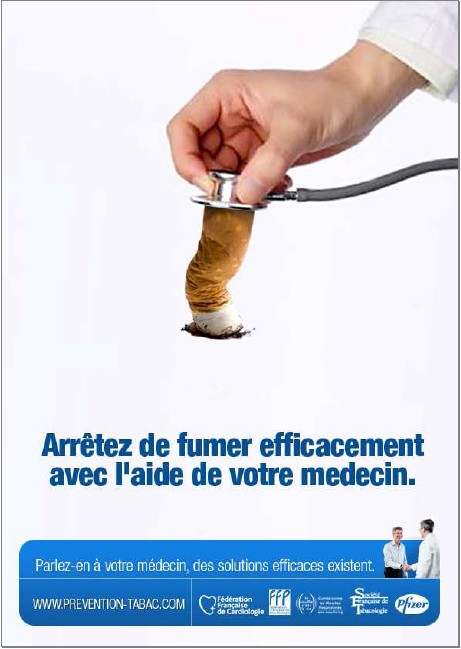 Arrêtez de fumer efficacement
avec l'aide de votre medecin.
Parlez-en à votre médecin, des solutions efficaces existent.
WWW.PREVENTION-TABAC.COM
Fédération
Française
de Cardiologie
FFP
Société
Française de
Tabacologie
Pfizer